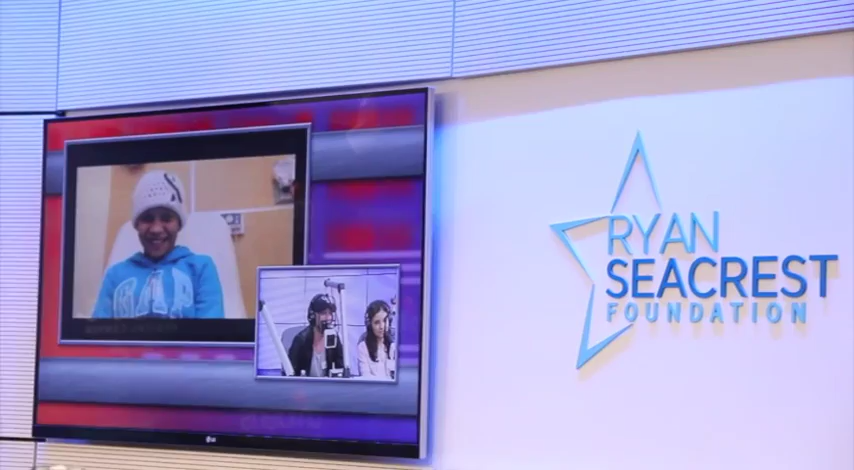 GAP
RYAN
SEACREST
FOUNDATION
LG